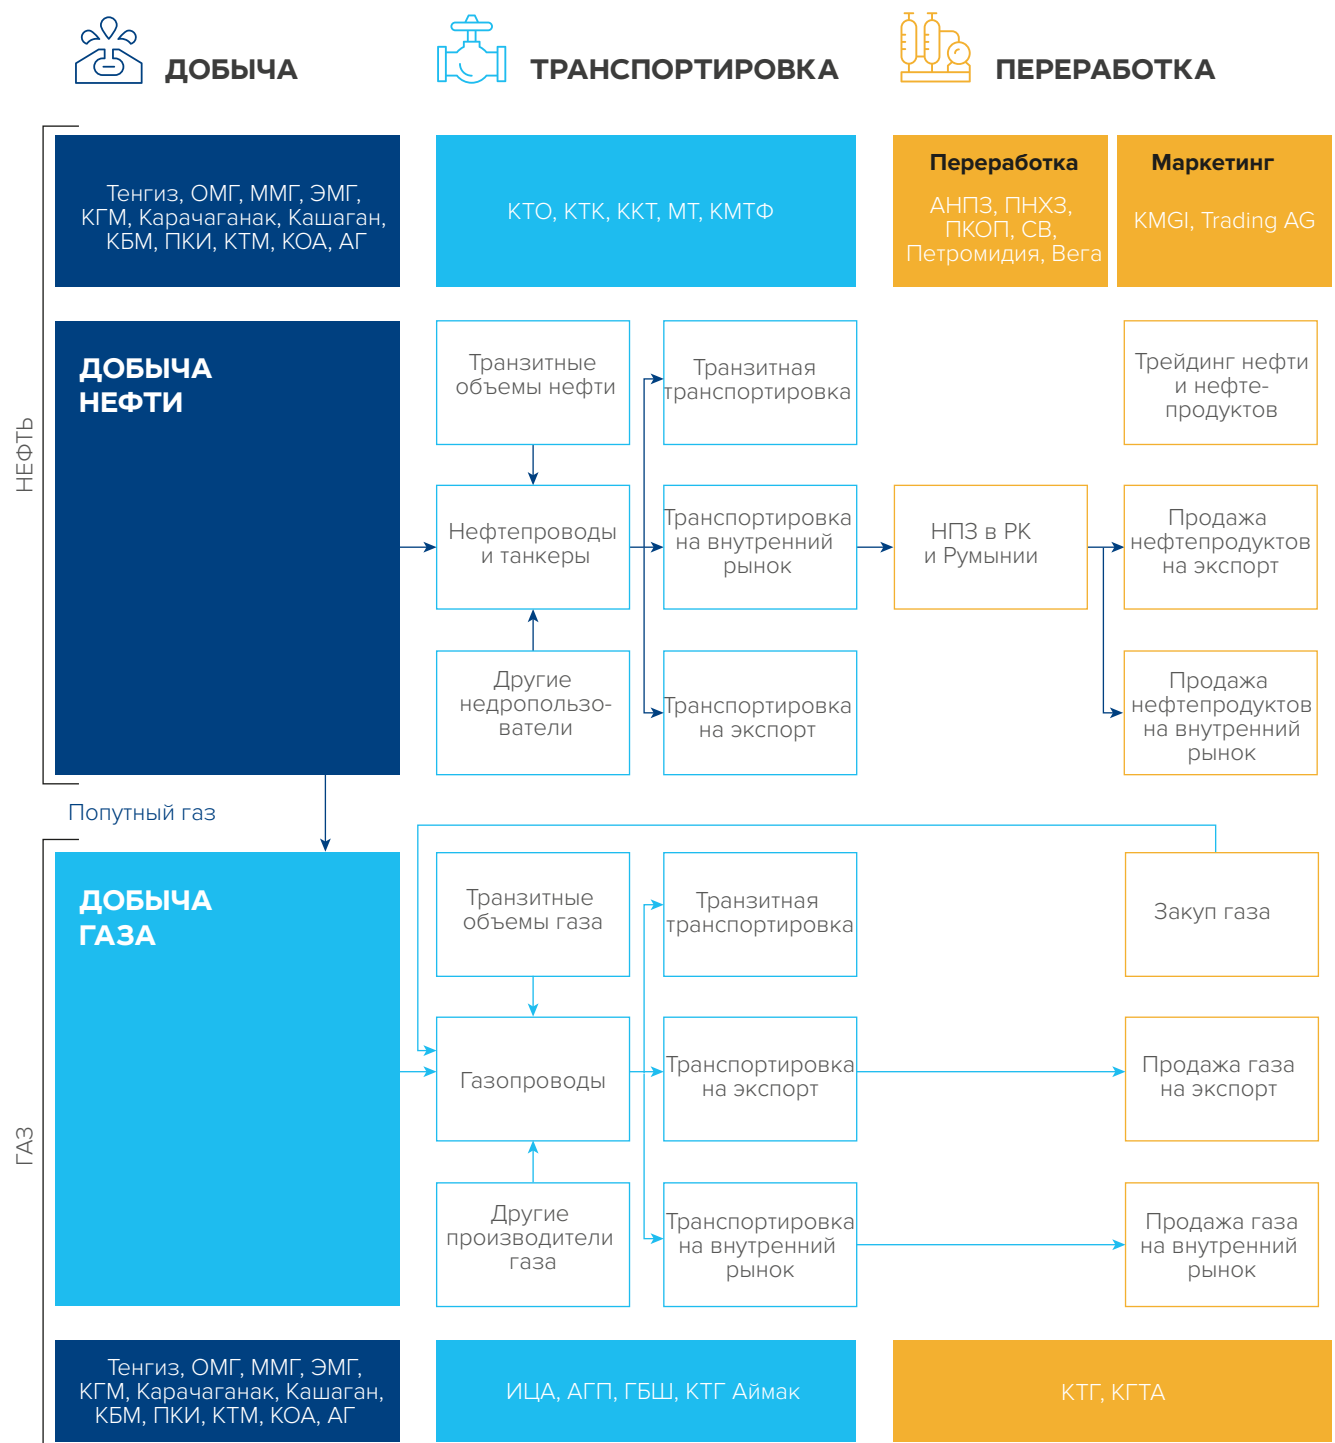 ДОБЫЧА
ТРАНСПОРТИРОВКА
ПЕРЕРАБОТКА
НЕФТЬ
Тенгиз, ОМГ, ММГ, ЭМГ,
КГМ, Карачаганак, Кашаган,
КБМ, ПКИ, КТМ, КОА, АГ
КТО, КТК, ККТ, МТ, КМТФ
Переработка
АНПЗ, ПНХЗ,
ПКОП, СВ,
Петромидия, Вега
Маркетинг
KMGI, Trading AG
ДОБЫЧА
НЕФТИ
Транзитные
объемы нефти
Транзитная
транспортировка
Трейдинг нефти
и нефте-
продуктов
Нефтепроводы
и танкеры
Транспортировка
на внутренний
рынок
НПЗ в РК
и Румынии
Продажа
нефтепродуктов
на экспорт
Другие
недропользо-
ватели
Транспортировка
на экспорт
Продажа
нефтепродуктов
на внутренний
рынок
Попутный газ
ГАЗ
ДОБЫЧА
ГАЗА
Транзитные
объемы газа
Транзитная
транспортировка
Закуп газа
Газопроводы
Транспортировка
на экспорт
Продажа газа
на экспорт
Другие
производители
газа
Транспортировка
на внутренний
рынок
Продажа газа
на внутренний
рынок
Тенгиз, ОМГ, ММГ, ЭМГ,
КГМ, Карачаганак, Кашаган,
КБМ, ПКИ, КТМ, КОА, АГ
ИЦА, АГП, ГБШ, КТГ Аймак
КТГ, КГТА